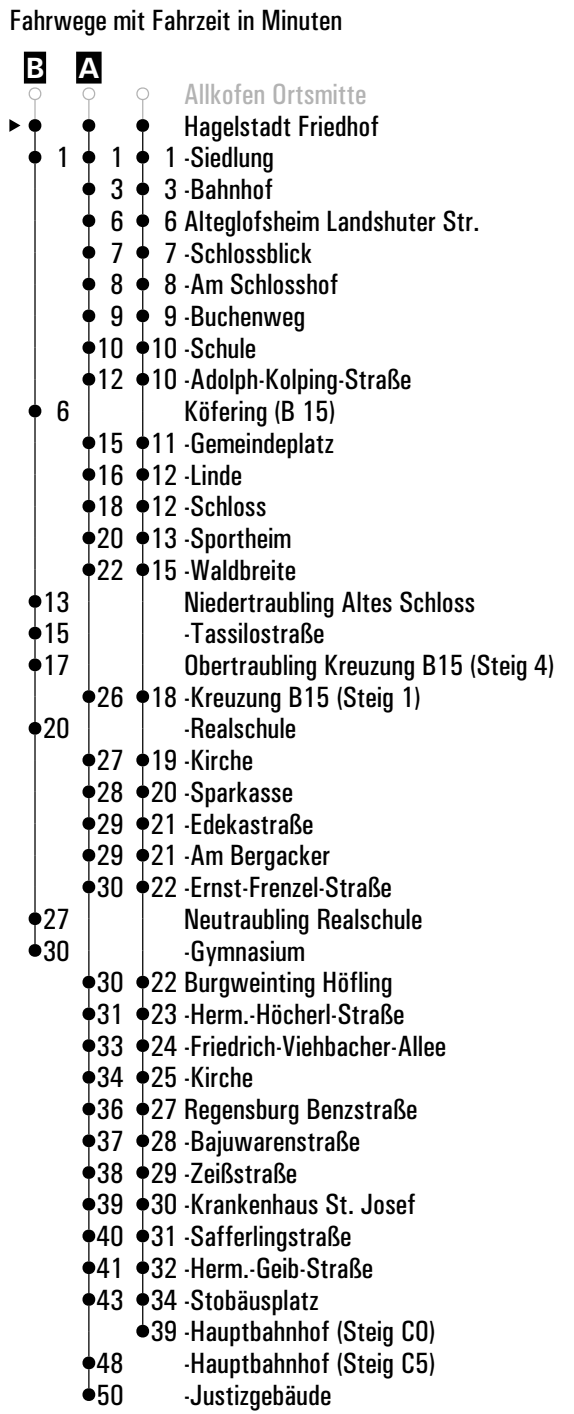 Fahrwege mit Fahrzeit in Minuten
B A
Allkofen Ortsmitte
Hagelstadt Friedhof
1 1 1 -Siedlung
3 3 -Bahnhof
6 6 Alteglofsheim Landshuter Str.
7 7 -Schlossblick
8 8 -Am Schlosshof
9 9 -Buchenweg
10 10 -Schule
12 10 -Adolph-Kolping-Straße
6 Köfering (B 15)
15 11 -Gemeindeplatz
16 12 -Linde
18 12 -Schloss
20 13 -Sportheim
22 15 -Waldbreite
13 Niedertraubling Altes Schloss
15 -Tassilostraße
17 Obertraubling Kreuzung B15 (Steig 4)
26 18 -Kreuzung B15 (Steig 1)
20 -Realschule
27 19 -Kirche
28 20 -Sparkasse
29 21 -Edekastraße
29 21 -Am Bergacker
30 22 -Ernst-Frenzel-Straße
27 Neutraubling Realschule
30 -Gymnasium
30 22 Burgweinting Höfling
31 23 -Herm.-Höcherl-Straße
33 24 -Friedrich-Viehbacher-Allee
34 25 -Kirche
36 27 Regensburg Benzstraße
37 28 -Bajuwarenstraße
38 29 -Zeißstraße
39 30 -Krankenhaus St. Josef
40 31 -Safferlingstraße
41 32 -Herm.-Geib-Straße
43 34 -Stobäusplatz
39 -Hauptbahnhof (Steig C0)
48 -Hauptbahnhof (Steig C5)
50 -Justizgebäude